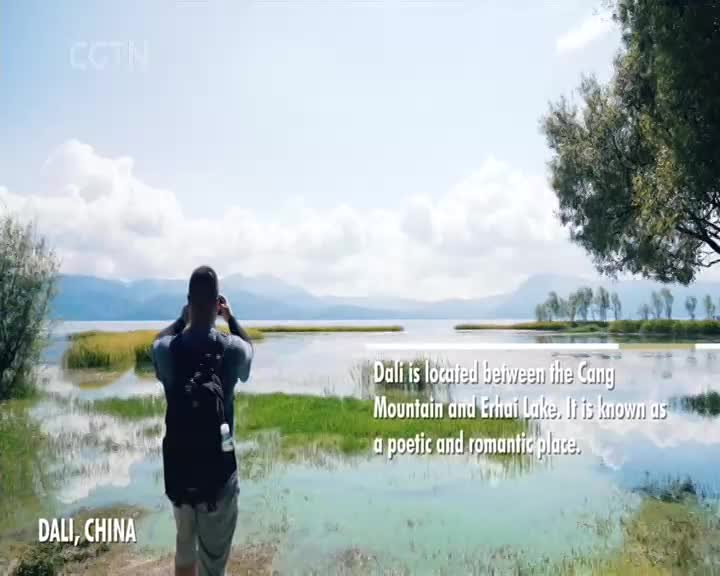 CGTN
Dali is located between the Cang
Mountain and Erhai Lake. It is known as
a poetic and romantic place.
DALI, CHINA